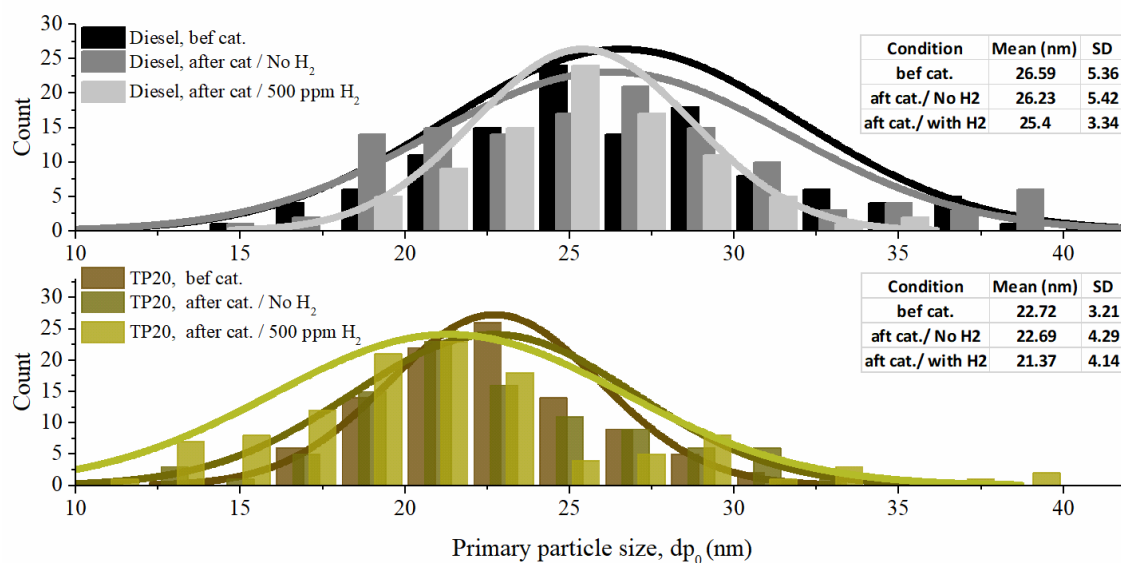 30
25
20
15
10
5
0
Count
Diesel, bef cat.
Diesel, after cat / No H₂
Diesel, after cat / 500 ppm H₂
Condition Mean (nm) SD
bef cat. 26.59 5.36
aft cat./ No H2 26.23 5.42
aft cat./ with H2 25.4 3.34
10 15 20 25 30 35 40
30
25
20
15
10
5
0
Count
TP20, bef cat.
TP20, after cat. / No H₂
TP20, after cat. / 500 ppm H₂
Condition Mean (nm) SD
bef cat. 22.72 3.21
aft cat./ No H2 22.69 4.29
aft cat./ with H2 21.37 4.14
10 15 20 25 30 35 40
Primary particle size, dp₀ (nm)